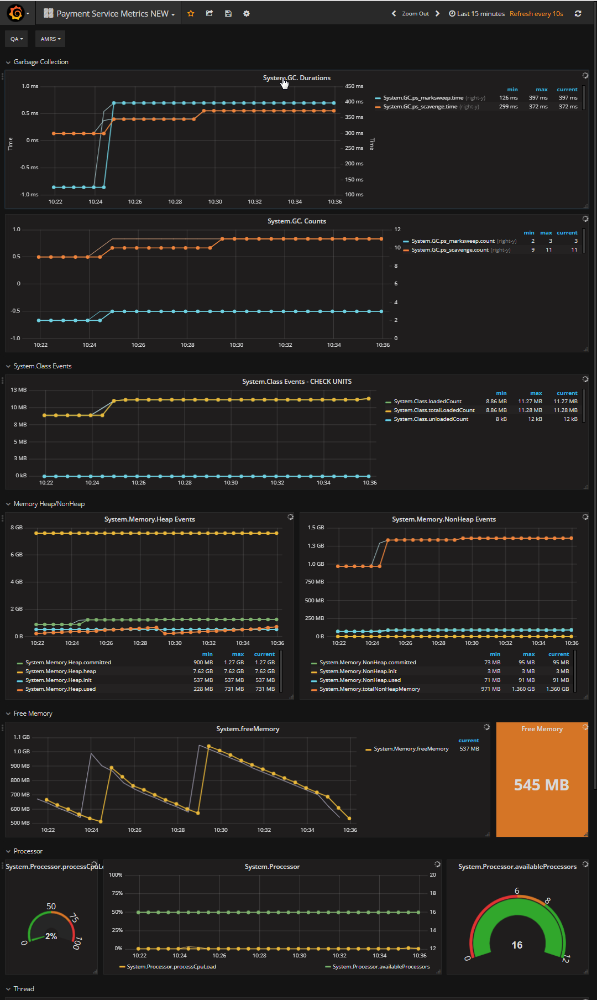 Payment Service Metrics NEW
Zoom Out
Last 15 minutes
Refresh every 10s
QA
AMRS
Garbage Collection
System.GC. Durations
1.0 ms
0.5 ms
0 ms
-0.5 ms
-1.0 ms
Time
450 ms
400 ms
350 ms
300 ms
250 ms
200 ms
150 ms
100 ms
Time
10:22 10:24 10:26 10:28 10:30 10:32 10:34 10:36
min max current
System.GC.ps_marksweep.time (right-y) 126 ms 397 ms 397 ms
System.GC.ps_scavenge.time (right-y) 299 ms 372 ms 372 ms
System.GC. Counts
1.0
0.5
0
-0.5
-1.0
12
10
8
6
4
2
0
10:22 10:24 10:26 10:28 10:30 10:32 10:34 10:36
min max current
System.GC.ps_marksweep.count (right-y) 2 3 3
System.GC.ps_scavenge.count (right-y) 9 11 11
System.Class Events
System.Class Events - CHECK UNITS
13 MB
10 MB
8 MB
5 MB
3 MB
0 kB
10:22 10:24 10:26 10:28 10:30 10:32 10:34 10:36
min max current
System.Class.loadedCount 8.86 MB 11.27 MB 11.27 MB
System.Class.totalLoadedCount 8.86 MB 11.28 MB 11.28 MB
System.Class.unloadedCount 8 kB 12 kB 12 kB
Memory Heap/NonHeap
System.Memory.Heap Events
8 GB
6 GB
4 GB
2 GB
0 B
10:22 10:24 10:26 10:28 10:30 10:32 10:34 10:36
min max current
System.Memory.Heap.committed 900 MB 1.27 GB 1.27 GB
System.Memory.Heap.heap 7.62 GB 7.62 GB 7.62 GB
System.Memory.Heap.init 537 MB 537 MB 537 MB
System.Memory.Heap.used 228 MB 731 MB 731 MB
System.Memory.NonHeap Events
1.5 GB
1.3 GB
1.0 GB
750 MB
500 MB
250 MB
0 B
10:22 10:24 10:26 10:28 10:30 10:32 10:34 10:36
min max current
System.Memory.NonHeap.committed 73 MB 95 MB 95 MB
System.Memory.NonHeap.init 3 MB 3 MB 3 MB
System.Memory.NonHeap.used 71 MB 91 MB 91 MB
System.Memory.totalNonHeapMemory 971 MB 1.360 GB 1.360 GB
Free Memory
System.freeMemory
1.1 GB
1.0 GB
900 MB
800 MB
700 MB
600 MB
500 MB
10:22 10:24 10:26 10:28 10:30 10:32 10:34 10:36
current
System.Memory.freeMemory 537 MB
Free Memory
545 MB
Processor
System.Processor.processCpuLo
0
50
75
100
2%
System.Processor
100%
75%
50%
25%
0%
20
18
16
14
12
10:22 10:24 10:26 10:28 10:30 10:32 10:34 10:36
System.Processor.processCpuLoad
System.Processor.availableProcessors
System.Processor.availableProcessors
0
6
8
12
16
Thread